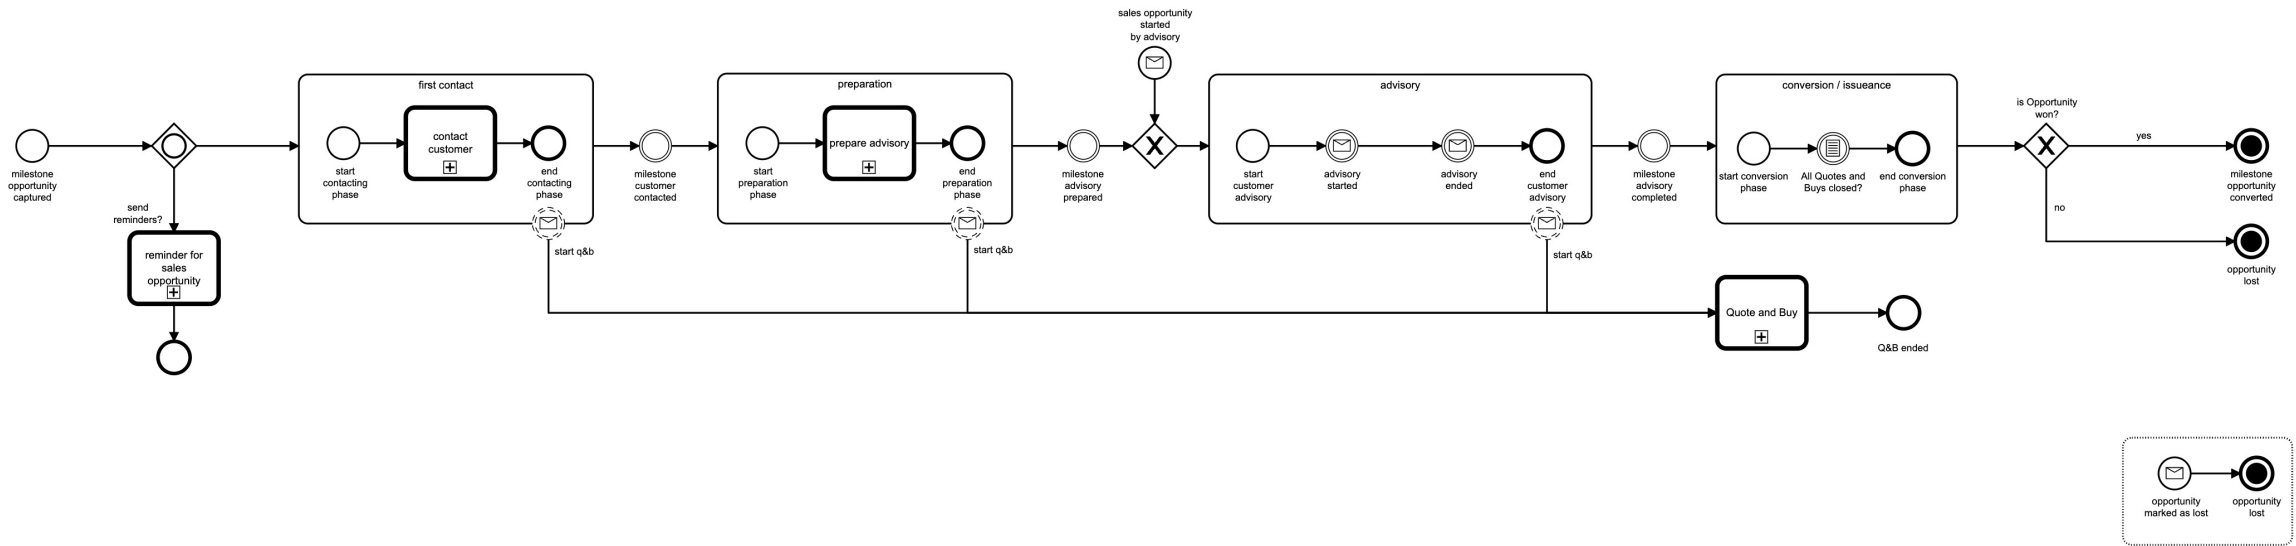 sales opportunity
started
by advisory
first contact
preparation
advisory
conversion / issueance
is Opportunity
won?
yes
contact
customer
prepare advisory
milestone
opportunity
captured
start
contacting
phase
end
contacting
phase
milestone
customer
contacted
start
preparation
phase
end
preparation
phase
milestone
advisory
prepared
start
customer
advisory
advisory
started
advisory
ended
end
customer
advisory
milestone
advisory
completed
start conversion
phase
All Quotes and
Buys closed?
end conversion
phase
milestone
opportunity
converted
send
reminders?
no
start q&b
start q&b
start q&b
reminder for
sales
opportunity
opportunity
lost
Quote and Buy
Q&B ended
opportunity
marked as lost
opportunity
lost